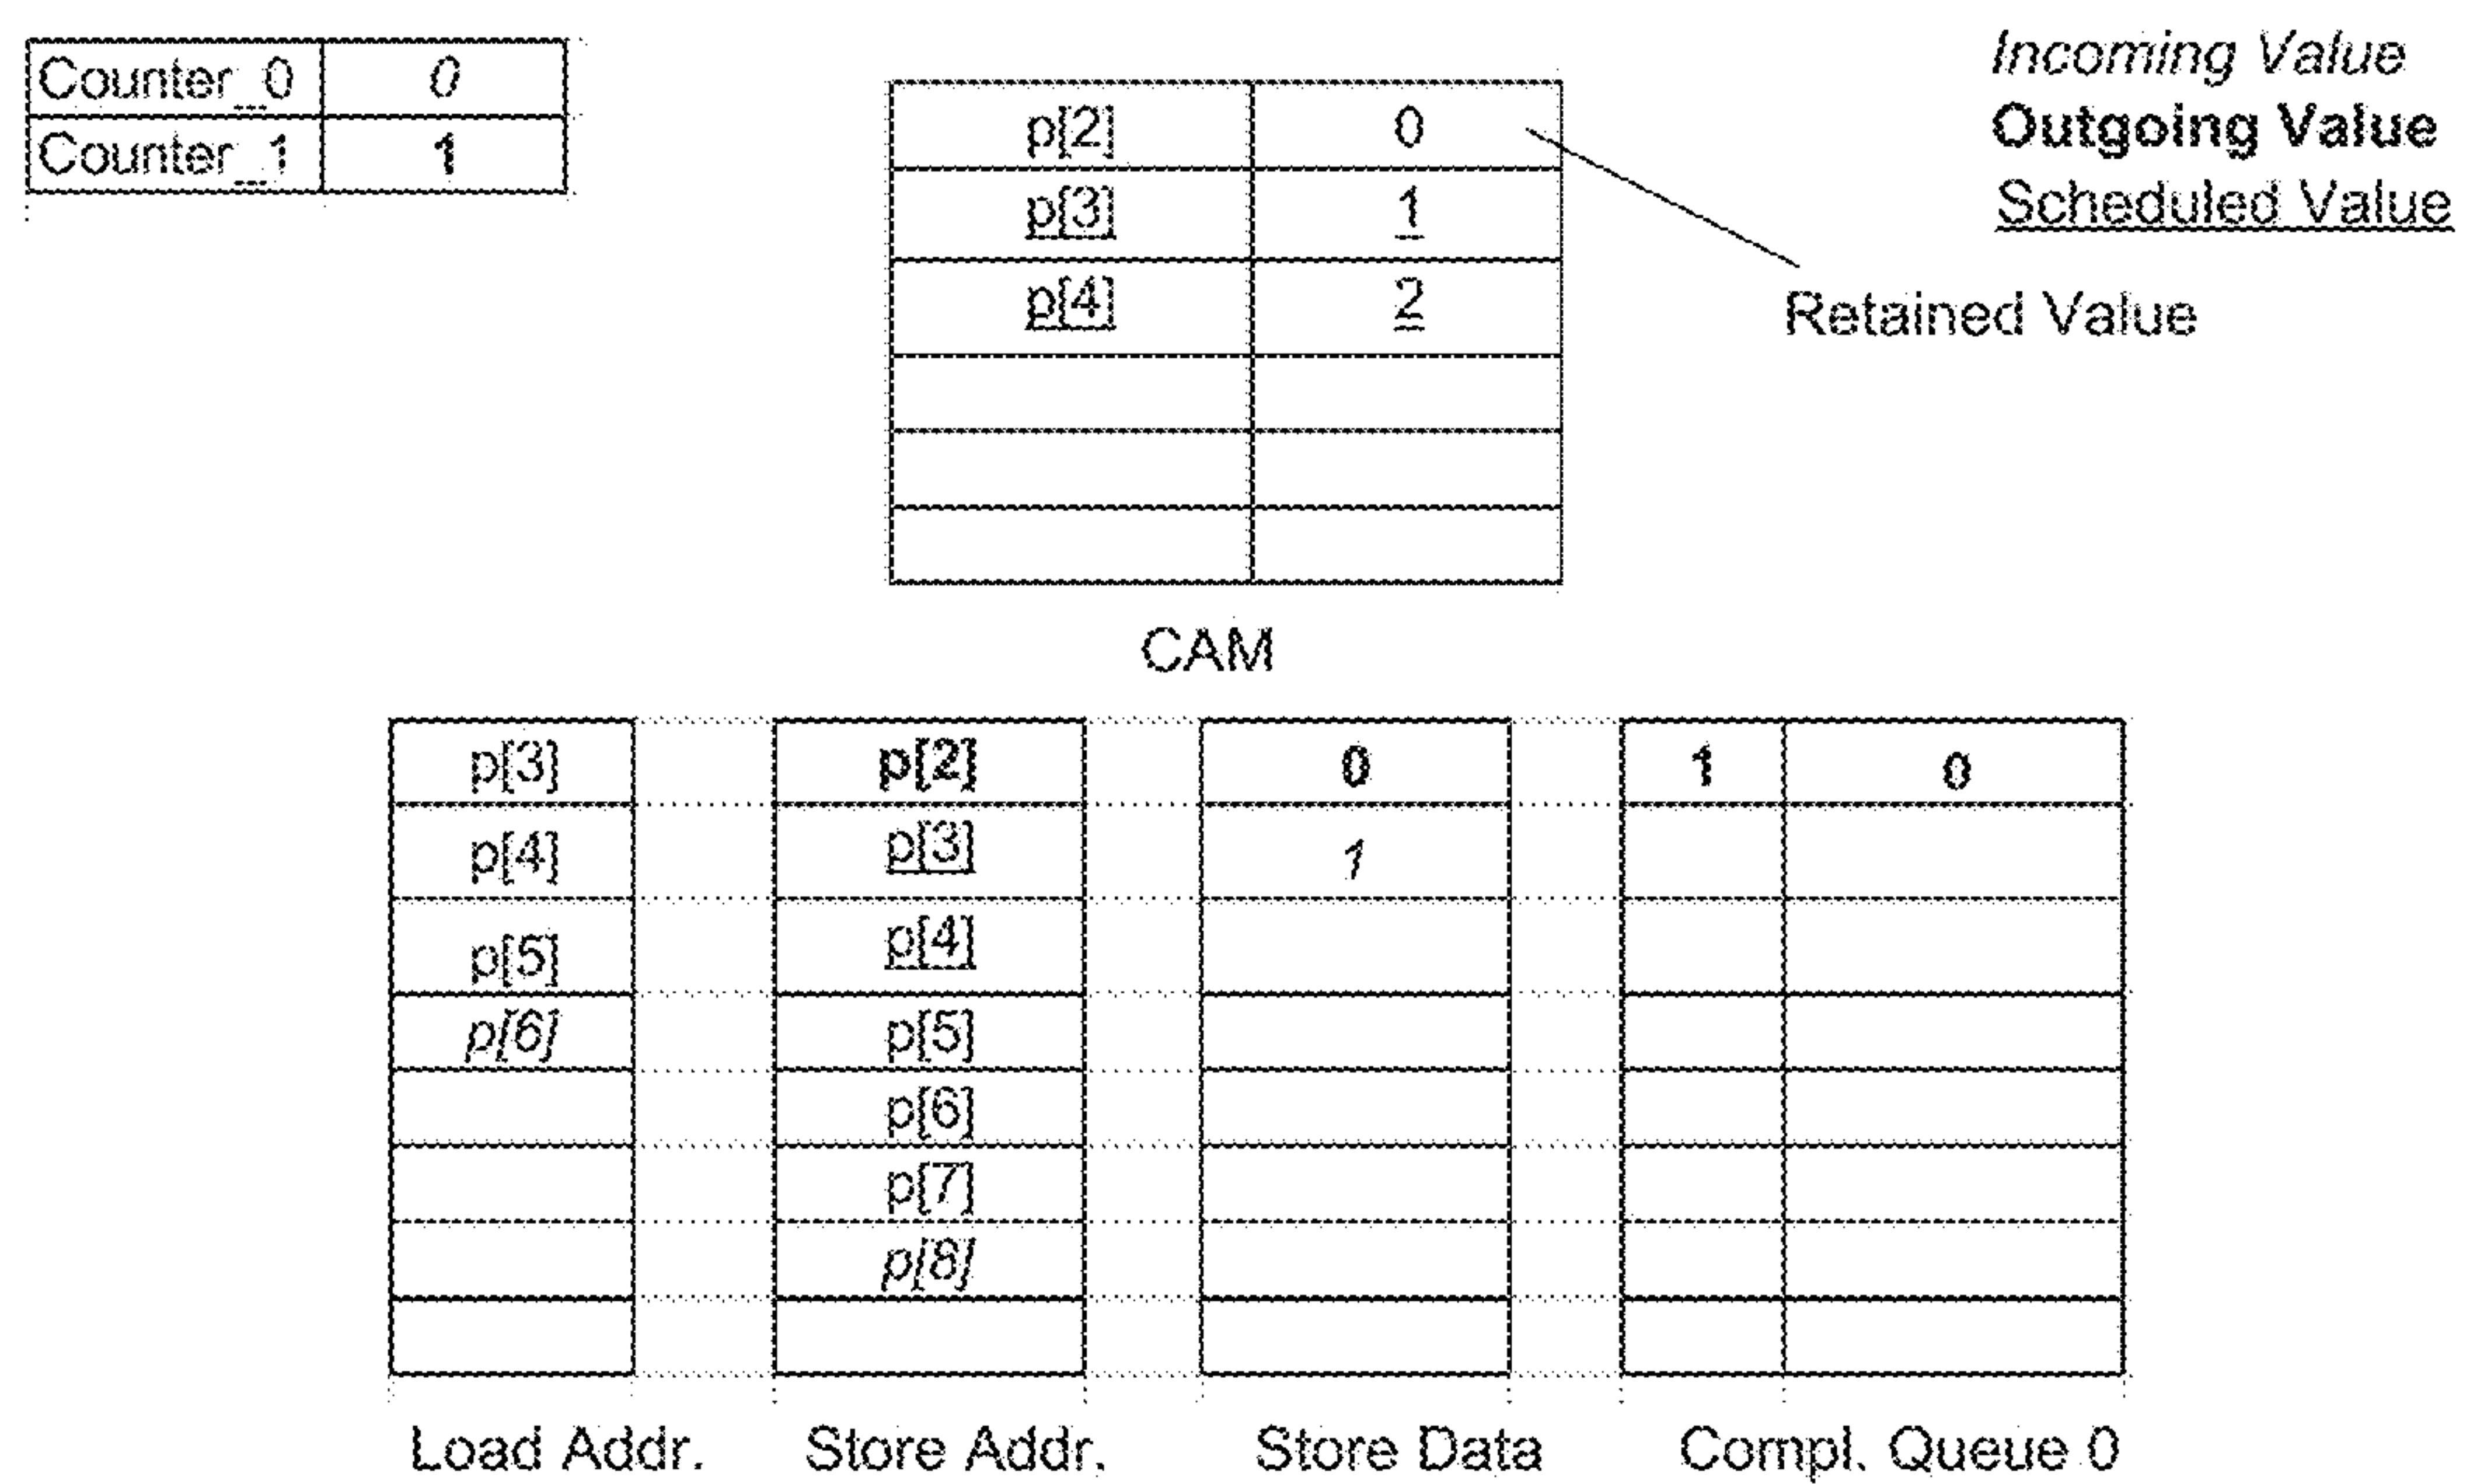 Counter_0 0
Counter_1 1
Incoming Value
Outgoing Value
Scheduled Value
Retained Value
p[2] 0
p[3] 1
p[4] 2
CAM
p[3] p[2] 0 1 0
p[4] p[3] 1
p[5] p[4]
p[6] p[5]
p[6]
p[7]
p[8]
Load Addr. Store Addr. Store Data Compl. Queue 0